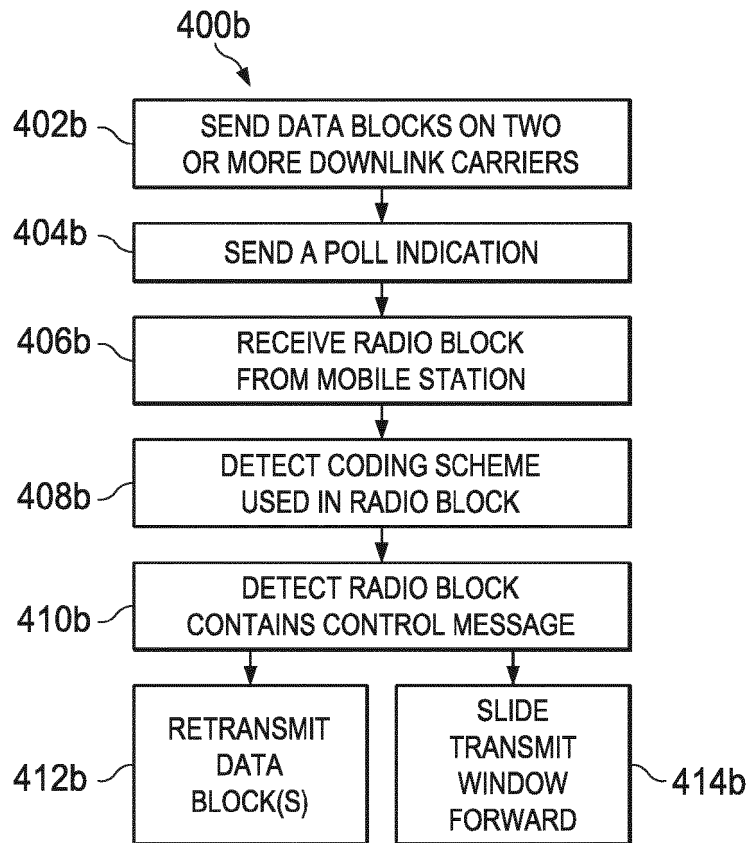 400b
402b
SEND DATA BLOCKS ON TWO
OR MORE DOWNLINK CARRIERS
404b
SEND A POLL INDICATION
406b
RECEIVE RADIO BLOCK
FROM MOBILE STATION
408b
DETECT CODING SCHEME
USED IN RADIO BLOCK
410b
DETECT RADIO BLOCK
CONTAINS CONTROL MESSAGE
412b
RETRANSMIT
DATA
BLOCK(S)
SLIDE
TRANSMIT
WINDOW
FORWARD
414b